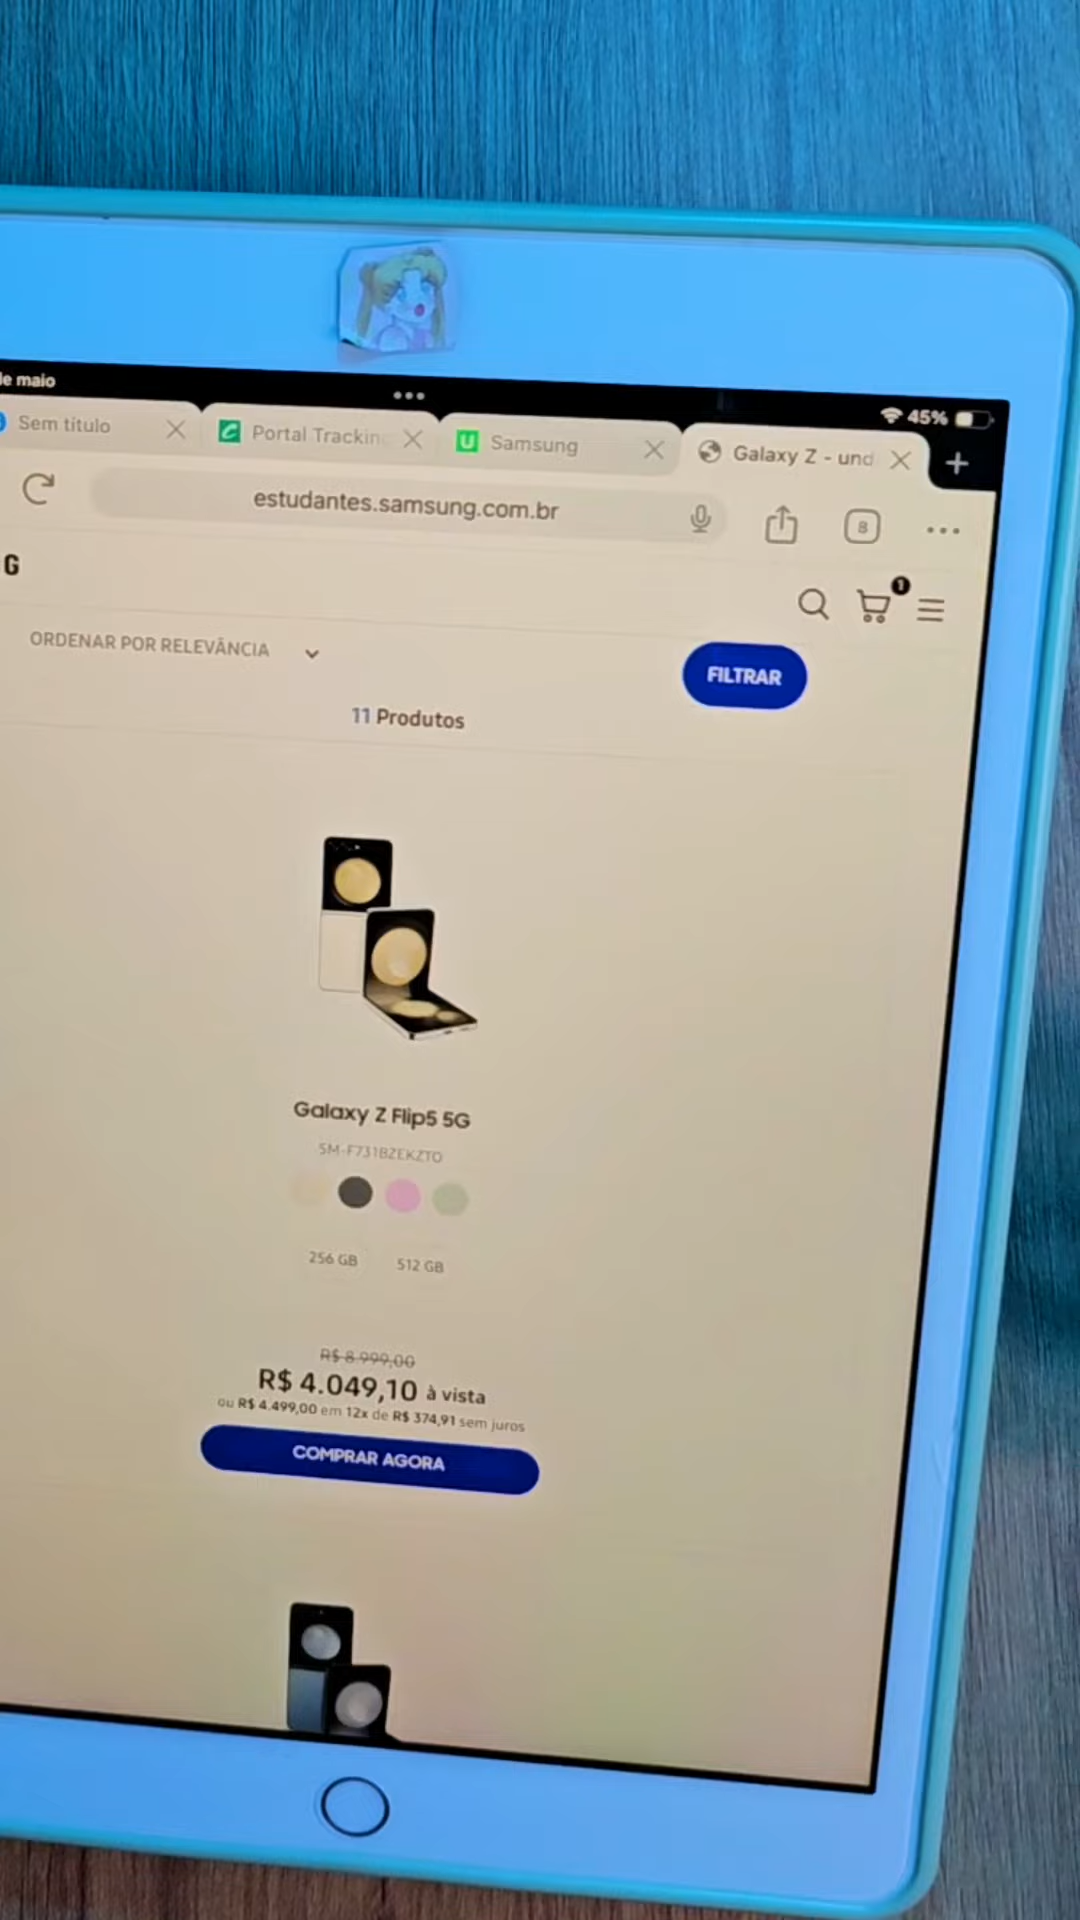 de maio
45%
Sem título
Portal Trackin
Samsung
Galaxy Z - und
estudantes.samsung.com.br
8
G
1
ORDENAR POR RELEVÂNCIA
FILTRAR
11 Produtos
Galaxy Z Flip5 5G
SM-F731BZEKZTO
256 GB 512 GB
R$ 8.999,00
R$ 4.049,10 à vista
ou R$ 4.499,00 em 12x de R$ 374,91 sem juros
COMPRAR AGORA